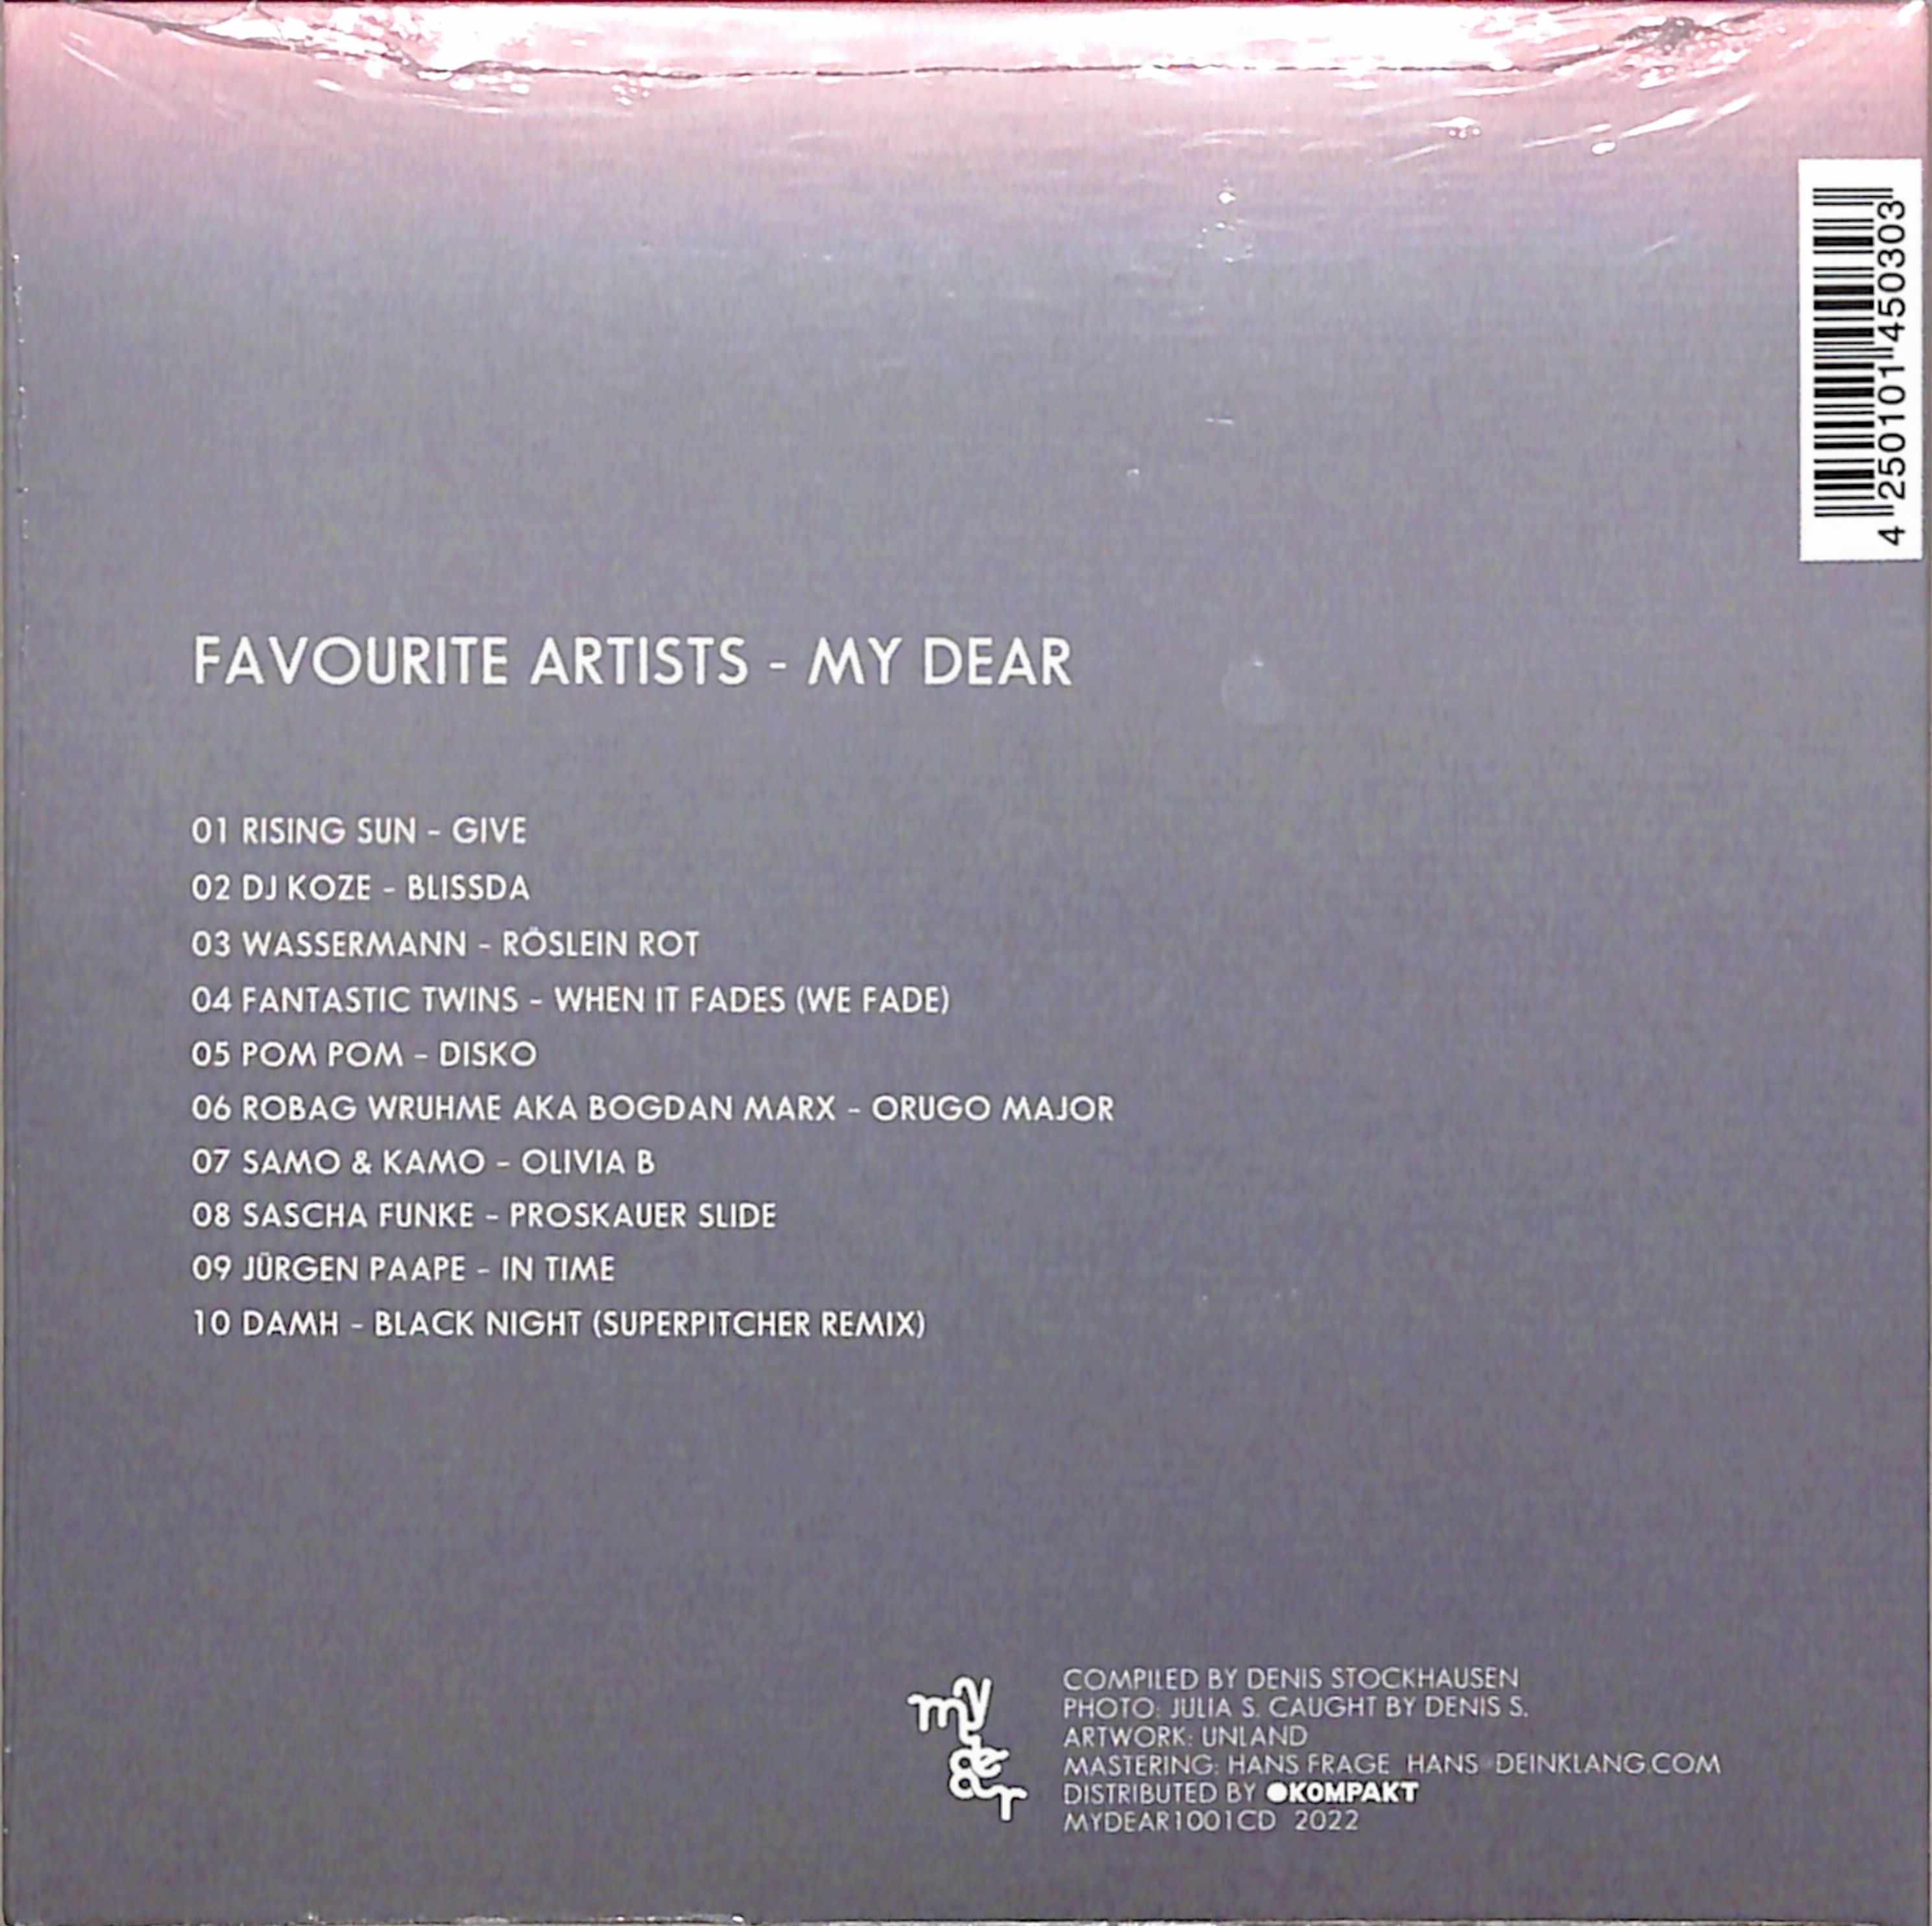 4 250101 450303
FAVOURITE ARTISTS - MY DEAR
01 RISING SUN - GIVE
02 DJ KOZE - BLISSDA
03 WASSERMANN - RÖSLEIN ROT
04 FANTASTIC TWINS - WHEN IT FADES (WE FADE)
05 POM POM - DISKO
06 ROBAG WRUHME AKA BOGDAN MARX - ORUGO MAJOR
07 SAMO & KAMO - OLIVIA B
08 SASCHA FUNKE - PROSKAUER SLIDE
09 JÜRGEN PAAPE - IN TIME
10 DAMH - BLACK NIGHT (SUPERPITCHER REMIX)
my
dear
COMPILED BY DENIS STOCKHAUSEN
PHOTO: JULIA S. CAUGHT BY DENIS S.
ARTWORK: UNLAND
MASTERING: HANS FRAGE HANS DEINKLANG.COM
DISTRIBUTED BY KOMPAKT
MYDEAR1001CD 2022